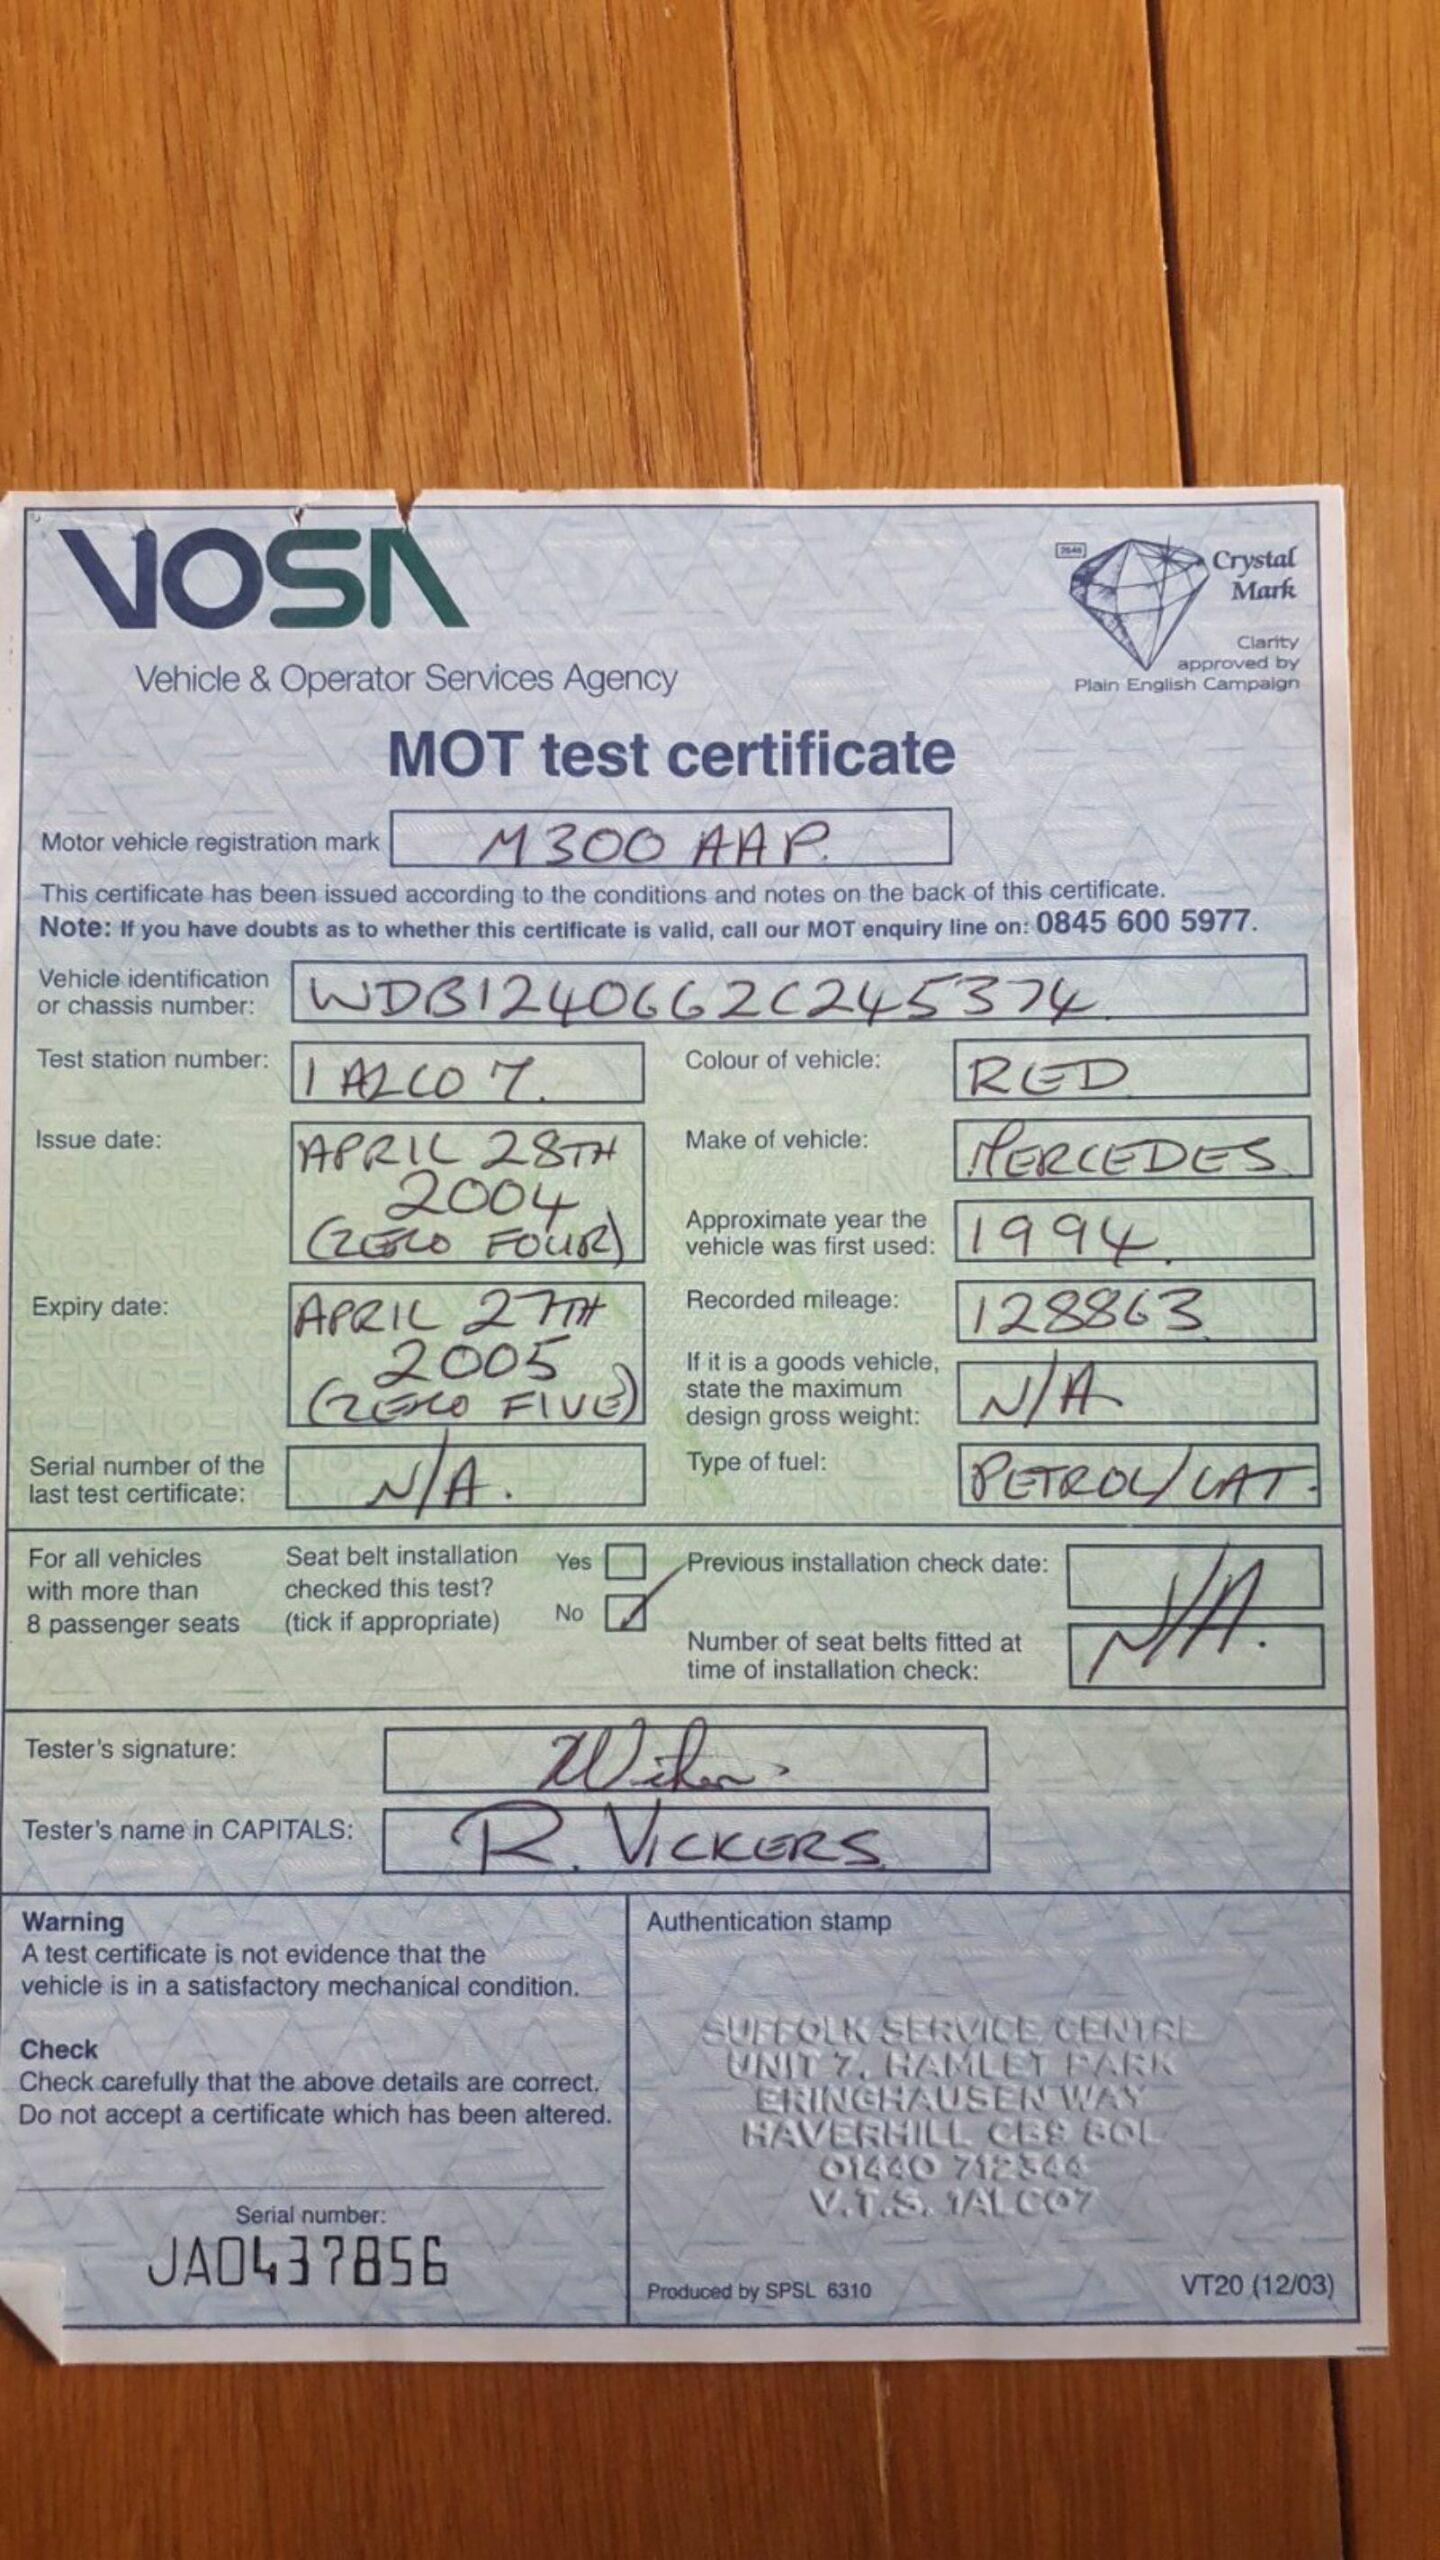 VOSA
Vehicle & Operator Services Agency
2646
Crystal
Mark
Clarity
approved by
Plain English Campaign
MOT test certificate
Motor vehicle registration mark M300 AAP.
This certificate has been issued according to the conditions and notes on the back of this certificate.
Note: If you have doubts as to whether this certificate is valid, call our MOT enquiry line on: 0845 600 5977.
Vehicle identification
or chassis number: WDB1240662C245374
Test station number: 1ALC07.
Colour of vehicle: RED
Issue date: APRIL 28TH
2004
(ZERO FOUR)
Make of vehicle: MERCEDES
Approximate year the
vehicle was first used: 1994
Expiry date: APRIL 27TH
2005
(ZERO FIVE)
Recorded mileage: 128863
If it is a goods vehicle,
state the maximum
design gross weight: N/A
Serial number of the
last test certificate: N/A.
Type of fuel: PETROL/CAT.
For all vehicles
with more than
8 passenger seats
Seat belt installation
checked this test?
(tick if appropriate)
Yes
No
Previous installation check date:
Number of seat belts fitted at
time of installation check:
N/A.
Tester's signature:
Tester's name in CAPITALS: R. VICKERS
Warning
A test certificate is not evidence that the
vehicle is in a satisfactory mechanical condition.
Check
Check carefully that the above details are correct.
Do not accept a certificate which has been altered.
Serial number:
JA0437856
Authentication stamp
SUFFOLK SERVICE CENTRE
UNIT 7, HAMLET PARK
ERINGHAUSEN WAY
HAVERHILL CB9
01440 712344
V.T.S. 1ALC07
Produced by SPSL 6310
VT20 (12/03)